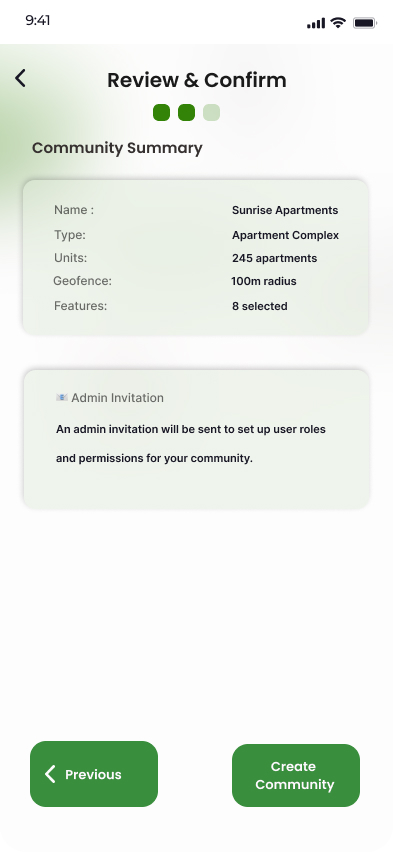 9:41
Review & Confirm
Community Summary
Name : Sunrise Apartments
Type: Apartment Complex
Units: 245 apartments
Geofence: 100m radius
Features: 8 selected
📧 Admin Invitation
An admin invitation will be sent to set up user roles
and permissions for your community.
Previous
Create
Community